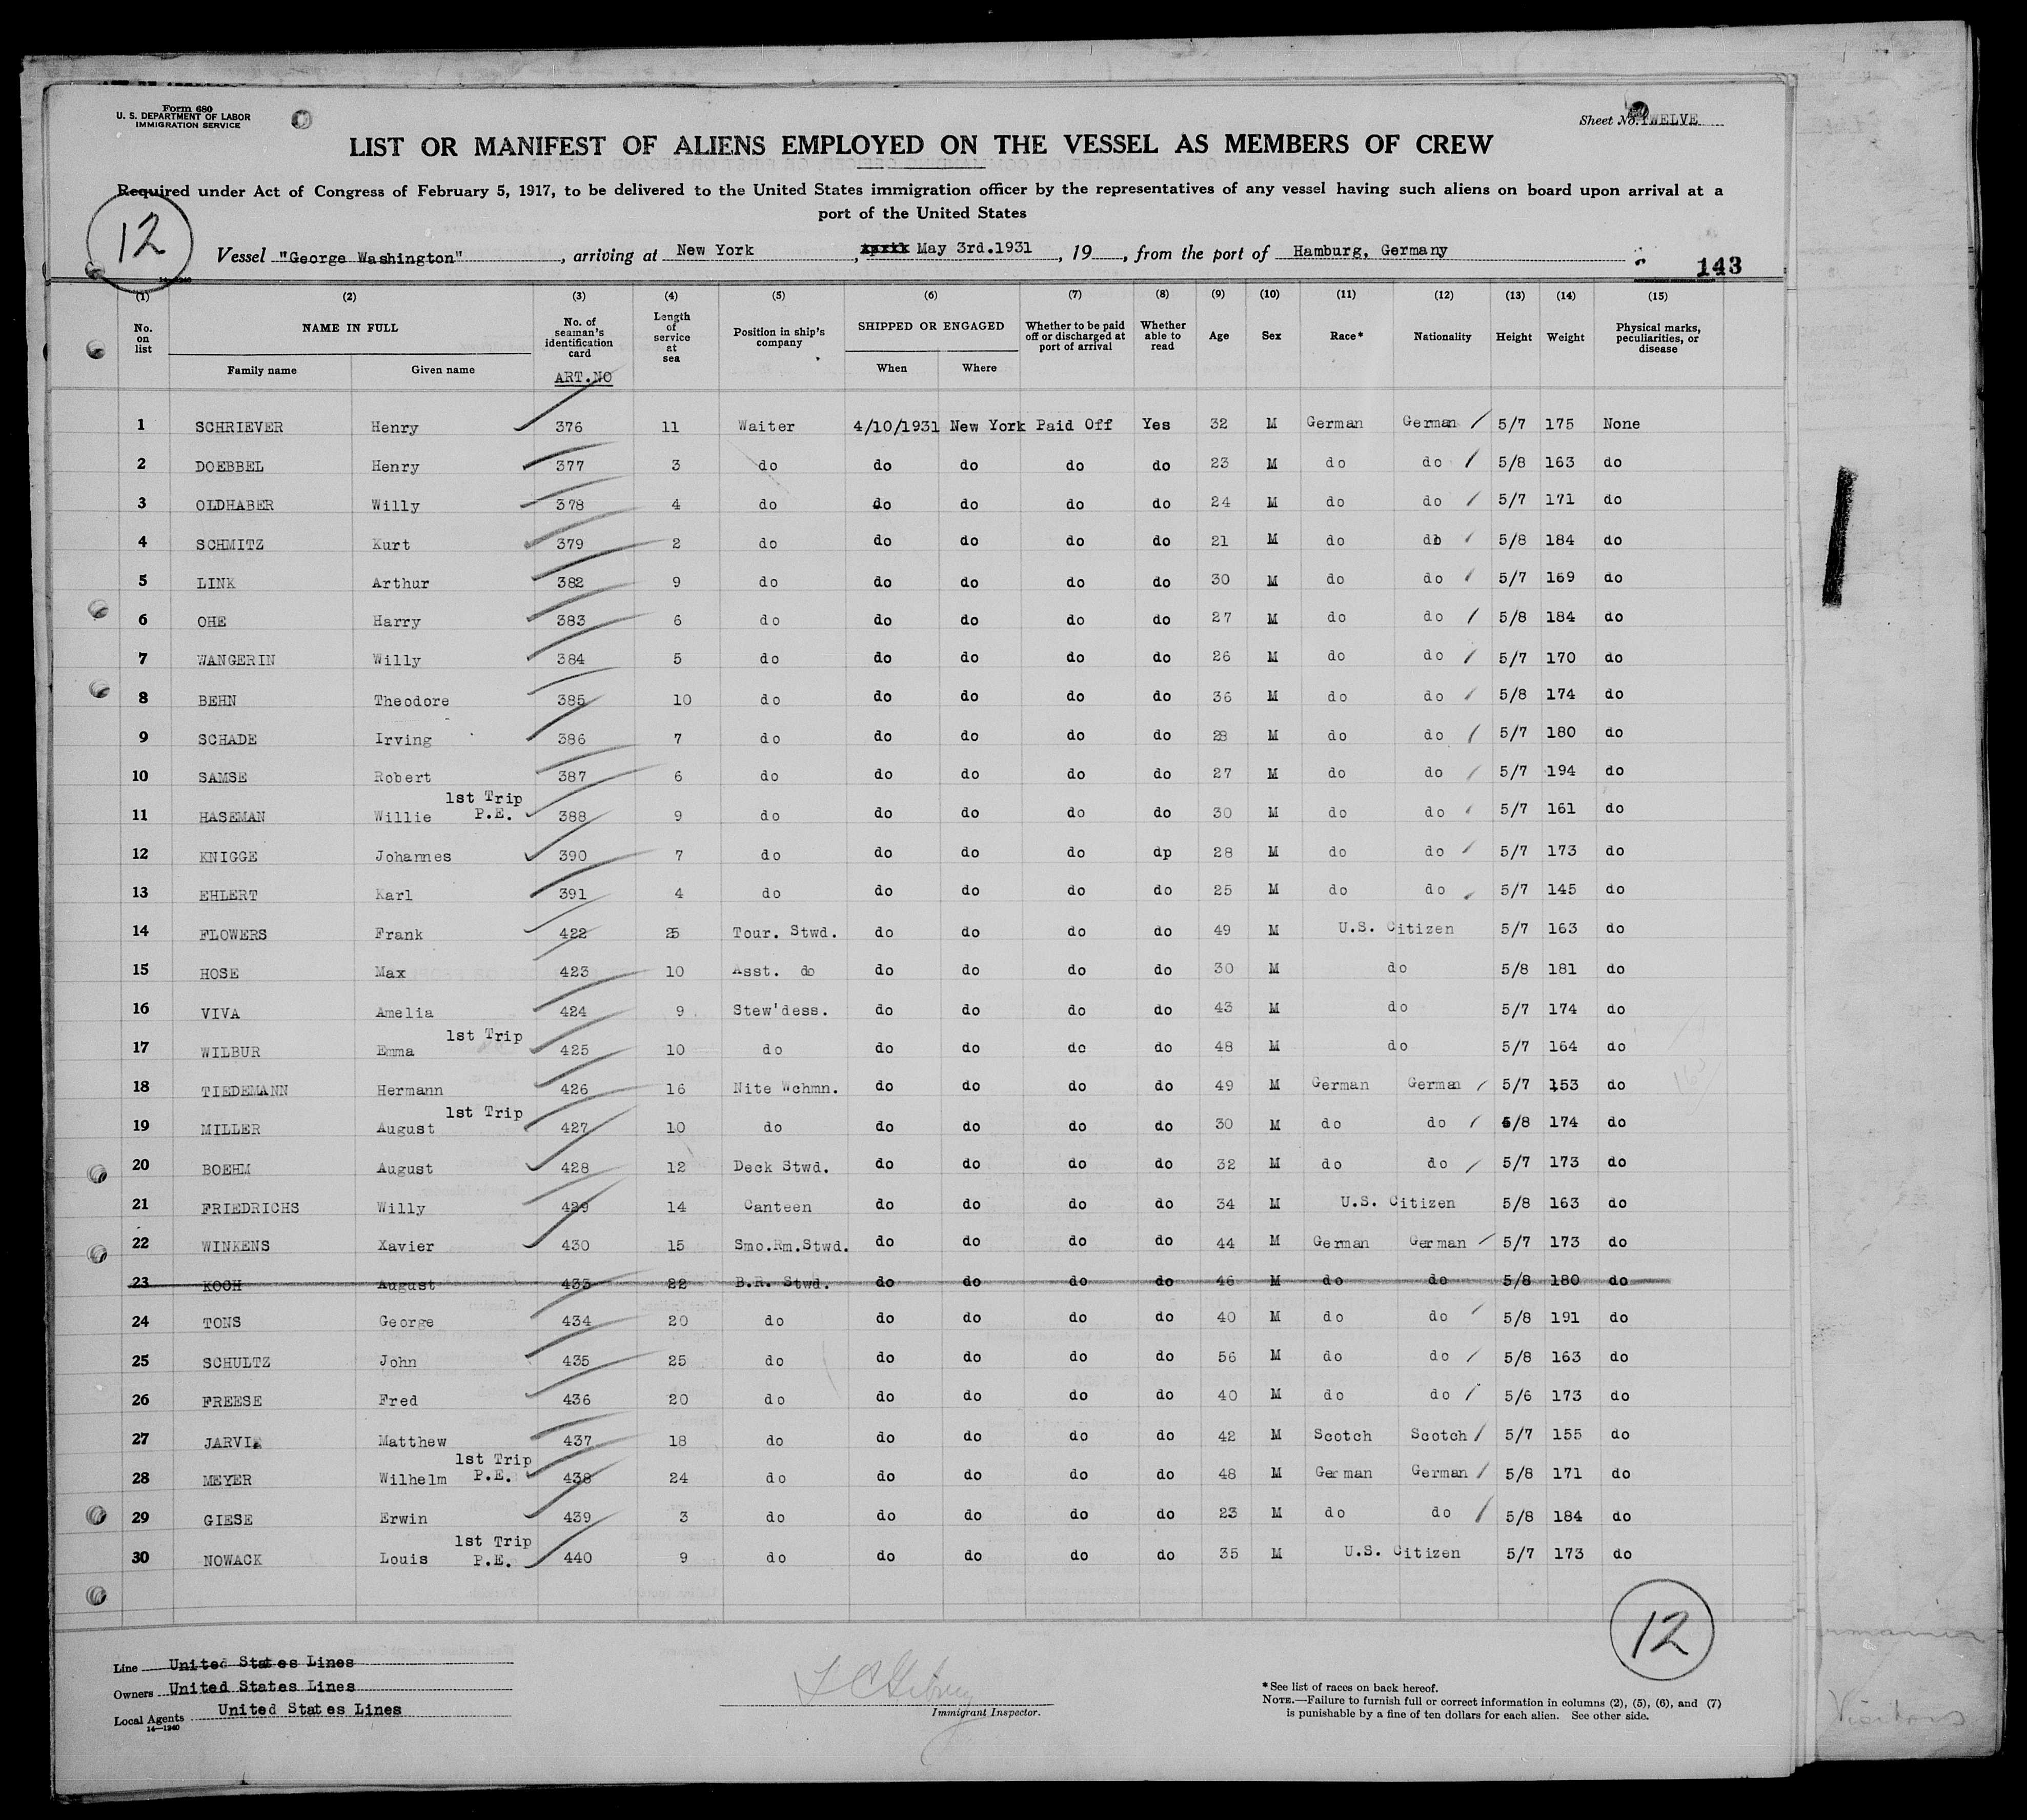 Form 680
U. S. DEPARTMENT OF LABOR
IMMIGRATION SERVICE
Sheet No. TWELVE
LIST OR MANIFEST OF ALIENS EMPLOYED ON THE VESSEL AS MEMBERS OF CREW
Required under Act of Congress of February 5, 1917, to be delivered to the United States immigration officer by the representatives of any vessel having such aliens on board upon arrival at a
port of the United States
12
Vessel "George Washington", arriving at New York, April May 3rd.1931, 19, from the port of Hamburg, Germany
143
(1) (2) (3) (4) (5) (6) (7) (8) (9) (10) (11) (12) (13) (14) (15)
No. on list NAME IN FULL Family name Given name No. of seaman's identification card ART.NO Length of service at sea Position in ship's company SHIPPED OR ENGAGED When Where Whether to be paid off or discharged at port of arrival Whether able to read Age Sex Race* Nationality Height Weight Physical marks, peculiarities, or disease
1 SCHRIEVER Henry 376 11 Waiter 4/10/1931 New York Paid Off Yes 32 M German German 5/7 175 None
2 DOEBBEL Henry 377 3 do do do do do 23 M do do 5/8 163 do
3 OLDHABER Willy 378 4 do do do do do 24 M do do 5/7 171 do
4 SCHMITZ Kurt 379 2 do do do do do 21 M do do 5/8 184 do
5 LINK Arthur 382 9 do do do do do 30 M do do 5/7 169 do
6 OHE Harry 383 6 do do do do do 27 M do do 5/8 184 do
7 WANGERIN Willy 384 5 do do do do do 26 M do do 5/7 170 do
8 BEHN Theodore 385 10 do do do do do 36 M do do 5/8 174 do
9 SCHADE Irving 386 7 do do do do do 28 M do do 5/7 180 do
10 SAMSE Robert 387 6 do do do do do 27 M do do 5/7 194 do
11 HASEMAN Willie 1st Trip P.E. 388 9 do do do do do 30 M do do 5/7 161 do
12 KNIGGE Johannes 390 7 do do do do dp 28 M do do 5/7 173 do
13 EHLERT Karl 391 4 do do do do do 25 M do do 5/7 145 do
14 FLOWERS Frank 422 25 Tour. Stwd. do do do do 49 M U.S. Citizen 5/7 163 do
15 HOSE Max 423 10 Asst. do do do do do 30 M do 5/8 181 do
16 VIVA Amelia 424 9 Stew'dess. do do do do 43 M do 5/7 174 do
17 WILBUR Emma 1st Trip 425 10 do do do do do 48 M do 5/7 164 do
18 TIEDEMANN Hermann 426 16 Nite Wchmn. do do do do 49 M German German 5/7 153 do
19 MILLER August 1st Trip 427 10 do do do do do 30 M do do 5/8 174 do
20 BOEHM August 428 12 Deck Stwd. do do do do 32 M do do 5/7 173 do
21 FRIEDRICHS Willy 429 14 Canteen do do do do 34 M U.S. Citizen 5/8 163 do
22 WINKENS Xavier 430 15 Smo.Rm.Stwd. do do do do 44 M German German 5/7 173 do
23 KOCH August 433 22 B.R. Stwd. do do do do 46 M do do 5/8 180 do
24 TONS George 434 20 do do do do do 40 M do do 5/8 191 do
25 SCHULTZ John 435 25 do do do do do 56 M do do 5/8 163 do
26 FREESE Fred 436 20 do do do do do 40 M do do 5/6 173 do
27 JARVIE Matthew 437 18 do do do do do 42 M Scotch Scotch 5/7 155 do
28 MEYER Wilhelm 1st Trip P.E. 438 24 do do do do do 48 M German German 5/8 171 do
29 GIESE Erwin 439 3 do do do do do 23 M do do 5/8 184 do
30 NOWACK Louis 1st Trip P.E. 440 9 do do do do do 35 M U.S. Citizen 5/7 173 do
12
Line United States Lines
Owners United States Lines
Local Agents United States Lines
14—1240
Immigrant Inspector.
*See list of races on back hereof.
NOTE.—Failure to furnish full or correct information in columns (2), (5), (6), and (7)
is punishable by a fine of ten dollars for each alien. See other side.
Visitors